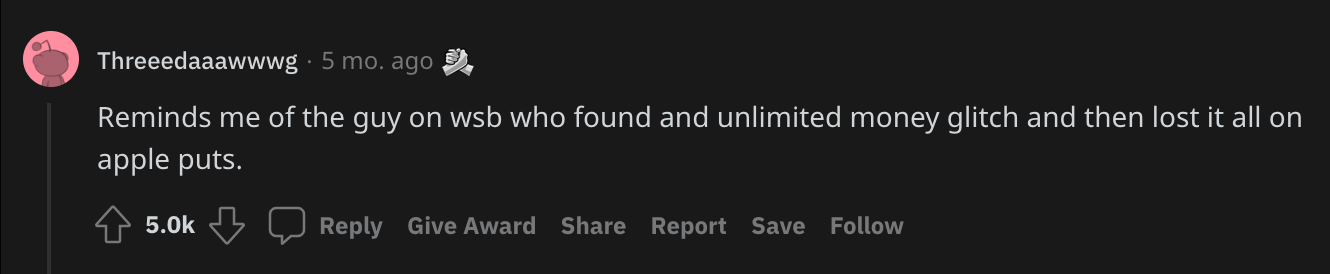 Threeedaaawwwg · 5 mo. ago
Reminds me of the guy on wsb who found and unlimited money glitch and then lost it all on
apple puts.
5.0k Reply Give Award Share Report Save Follow